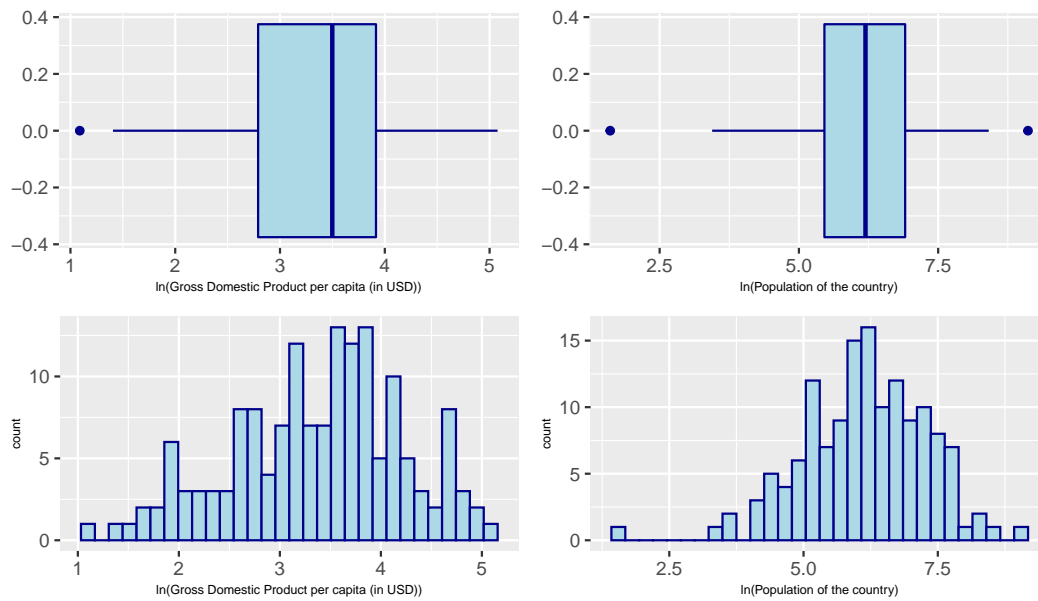 0.4
0.2
0.0
−0.2
−0.4
1 2 3 4 5
ln(Gross Domestic Product per capita (in USD))
0.4
0.2
0.0
−0.2
−0.4
2.5 5.0 7.5
ln(Population of the country)
count
10
5
0
1 2 3 4 5
ln(Gross Domestic Product per capita (in USD))
count
15
10
5
0
2.5 5.0 7.5
ln(Population of the country)